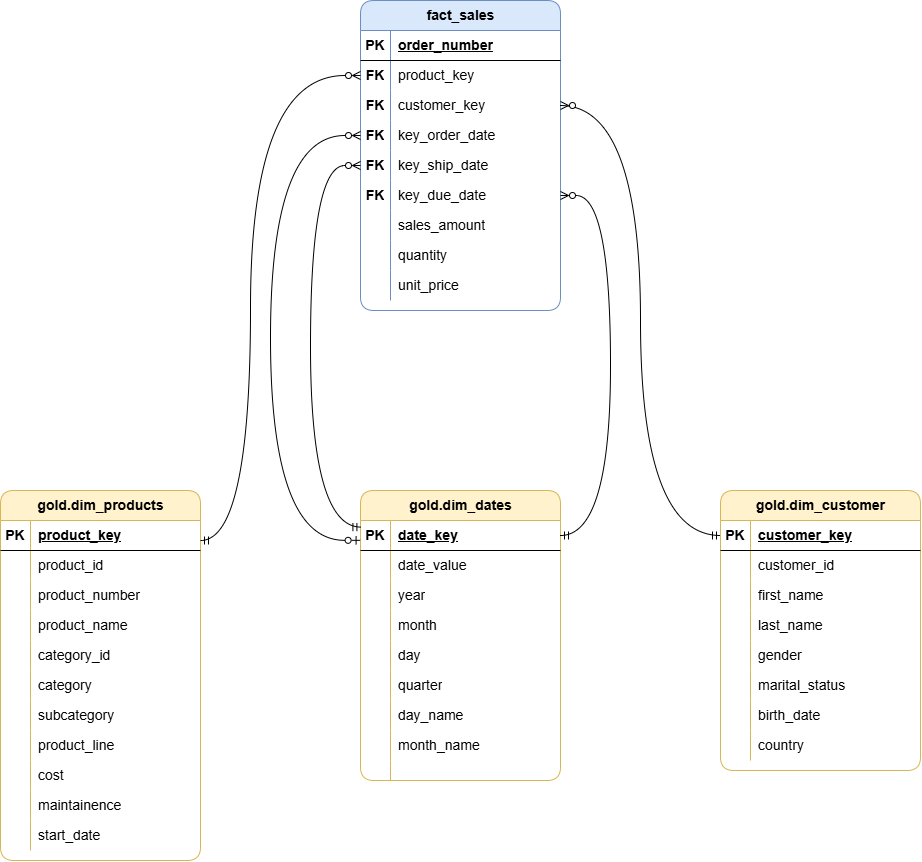 fact_sales
PK order_number
FK product_key
FK customer_key
FK key_order_date
FK key_ship_date
FK key_due_date
sales_amount
quantity
unit_price
gold.dim_products
PK product_key
product_id
product_number
product_name
category_id
category
subcategory
product_line
cost
maintainence
start_date
gold.dim_dates
PK date_key
date_value
year
month
day
quarter
day_name
month_name
gold.dim_customer
PK customer_key
customer_id
first_name
last_name
gender
marital_status
birth_date
country